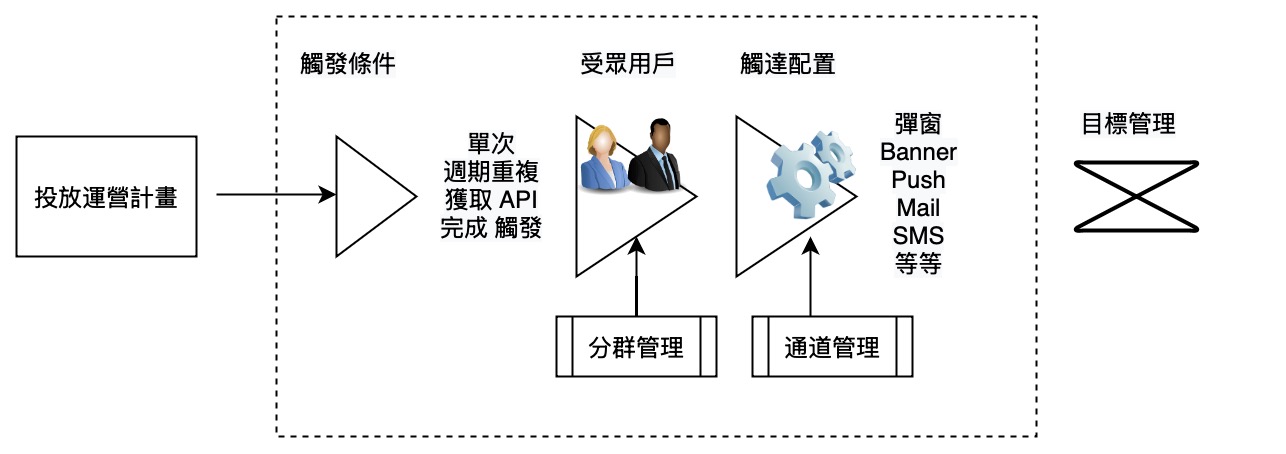 觸發條件
受眾用戶
觸達配置
投放運營計畫
單次
週期重複
獲取 API
完成 觸發
彈窗
Banner
Push
Mail
SMS
等等
目標管理
分群管理
通道管理